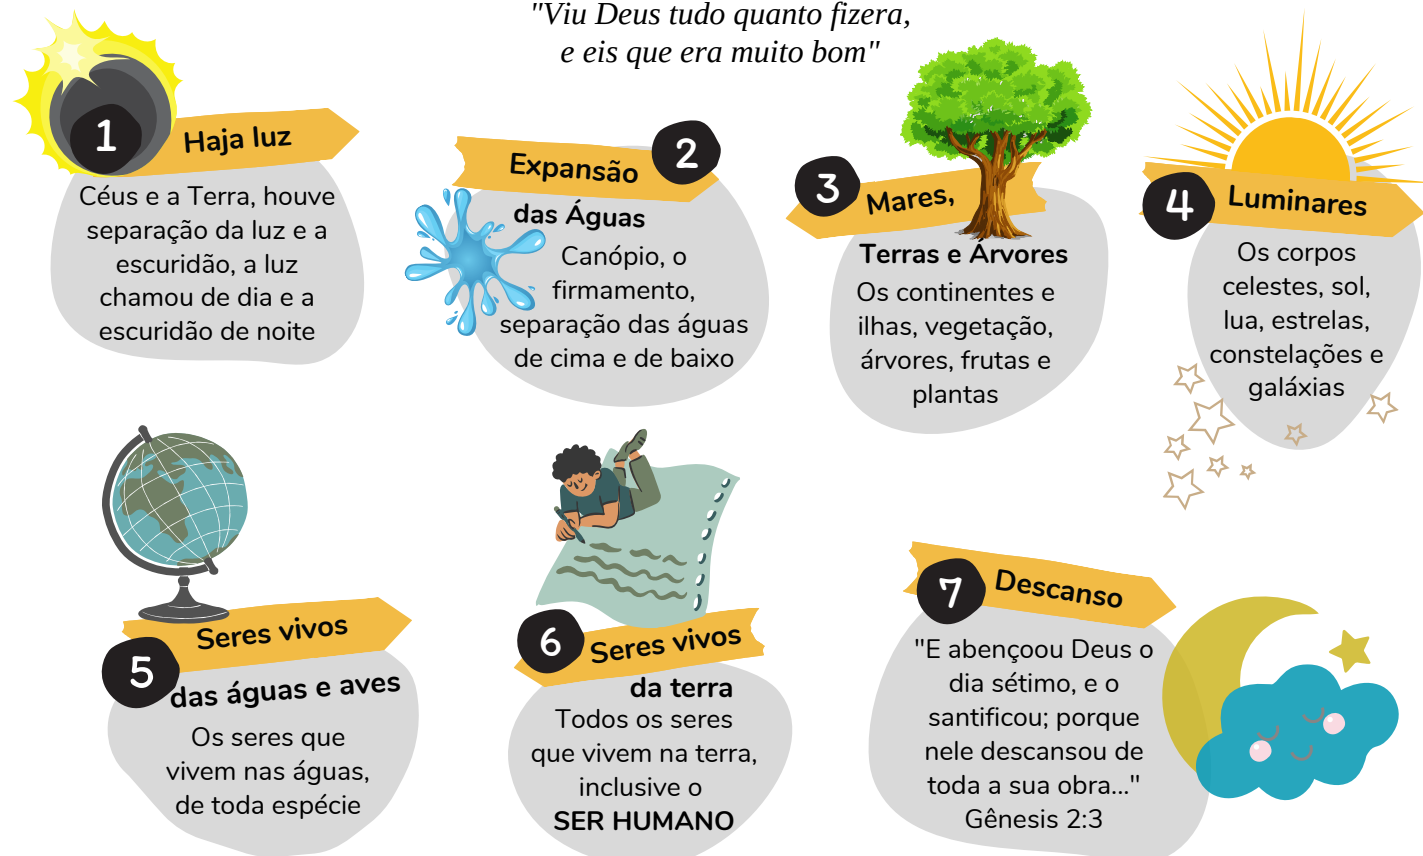 "Viu Deus tudo quanto fizera,
e eis que era muito bom"
1
Haja luz
Céus e a Terra, houve
separação da luz e a
escuridão, a luz
chamou de dia e a
escuridão de noite
2
Expansão
das Águas
Canópio, o
firmamento,
separação das águas
de cima e de baixo
3
Mares,
Terras e Árvores
Os continentes e
ilhas, vegetação,
árvores, frutas e
plantas
4
Luminares
Os corpos
celestes, sol,
lua, estrelas,
constelações e
galáxias
5
Seres vivos
das águas e aves
Os seres que
vivem nas águas,
de toda espécie
6
Seres vivos
da terra
Todos os seres
que vivem na terra,
inclusive o
SER HUMANO
7
Descanso
"E abençoou Deus o
dia sétimo, e o
santificou; porque
nele descansou de
toda a sua obra..."
Gênesis 2:3